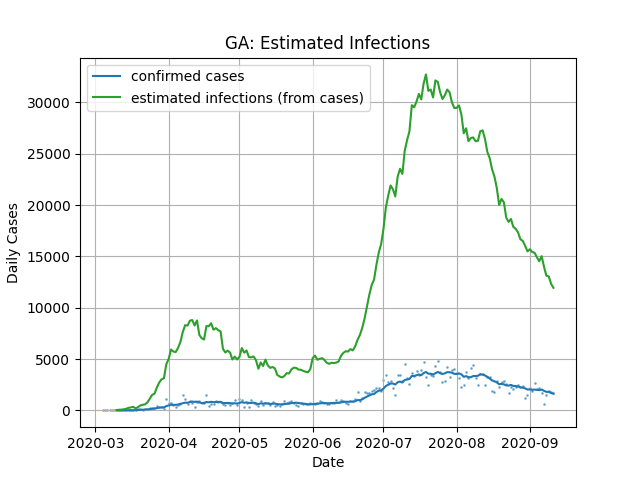 GA: Estimated Infections
confirmed cases
estimated infections (from cases)
Daily Cases
30000
25000
20000
15000
10000
5000
0
2020-03 2020-04 2020-05 2020-06 2020-07 2020-08 2020-09
Date